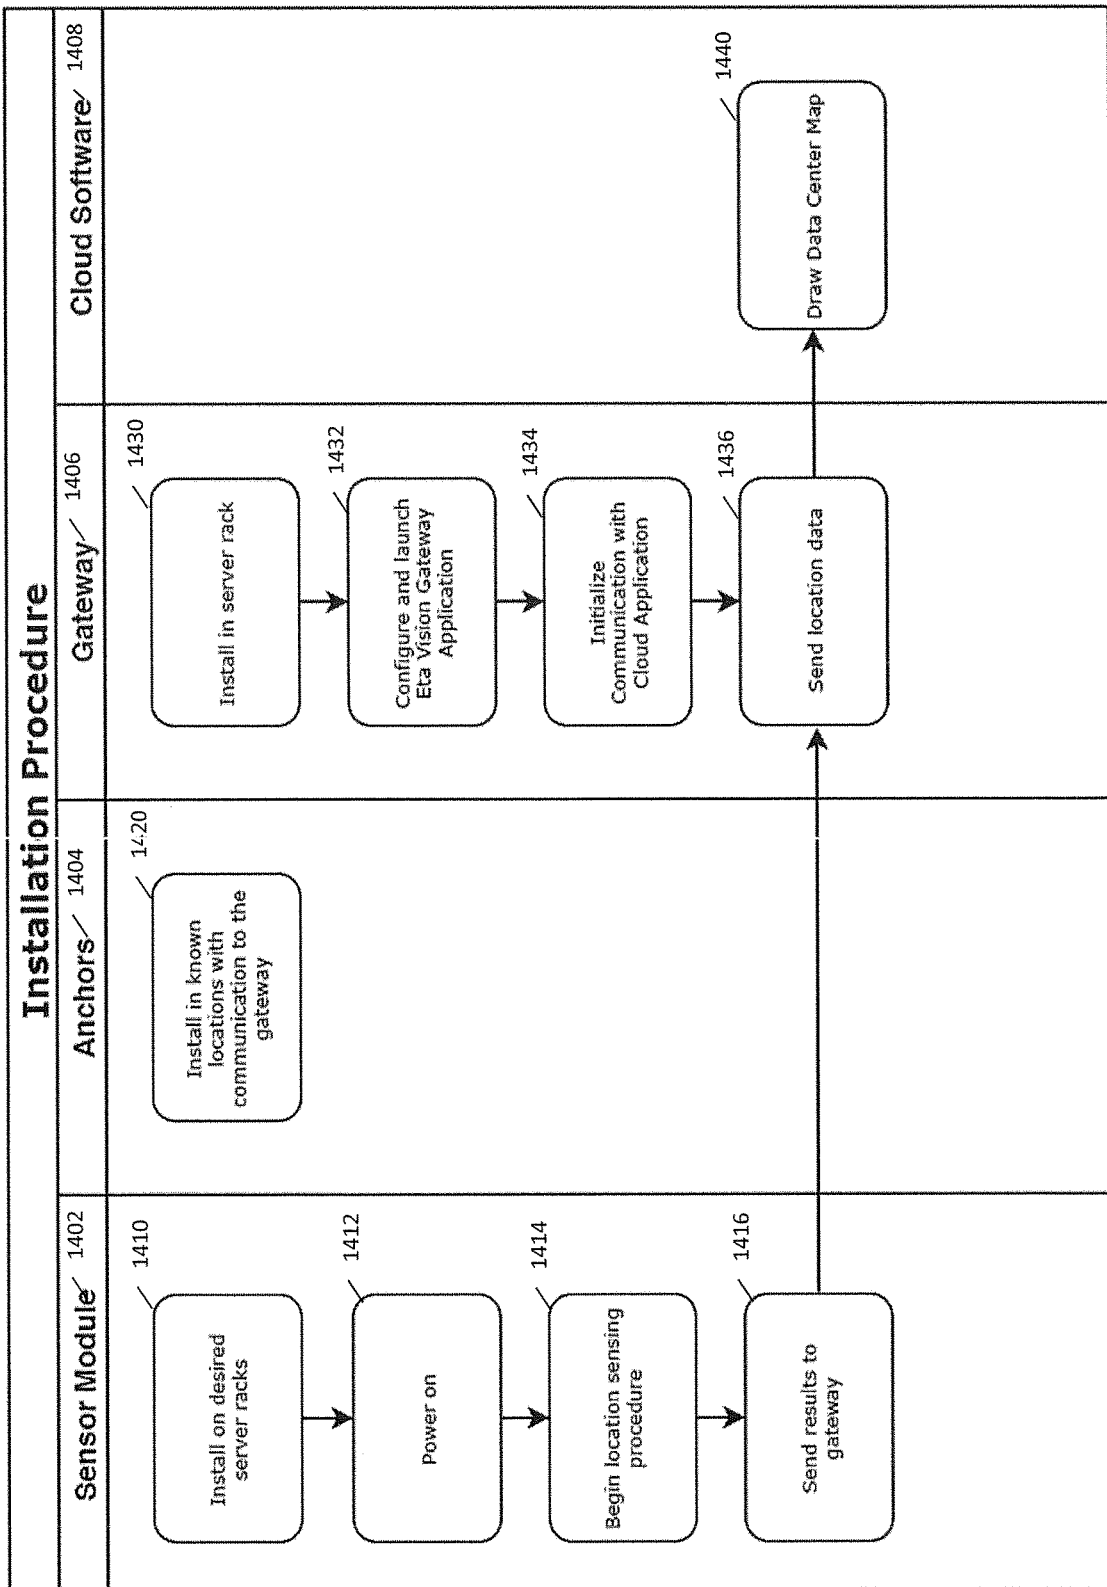 Installation Procedure
Sensor Module 1402
Anchors 1404
Gateway 1406
Cloud Software 1408
1410
Install on desired
server racks
1412
Power on
1414
Begin location sensing
procedure
1416
Send results to
gateway
1420
Install in known
locations with
communication to the
gateway
1430
Install in server rack
1432
Configure and launch
Eta Vision Gateway
Application
1434
Initialize
Communication with
Cloud Application
1436
Send location data
1440
Draw Data Center Map